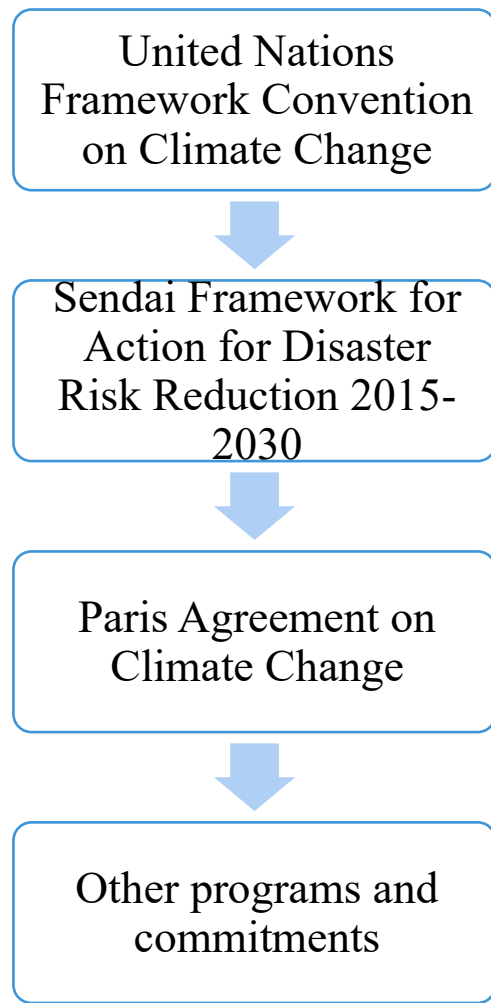 United Nations
Framework Convention
on Climate Change
Sendai Framework for
Action for Disaster
Risk Reduction 2015-
2030
Paris Agreement on
Climate Change
Other programs and
commitments